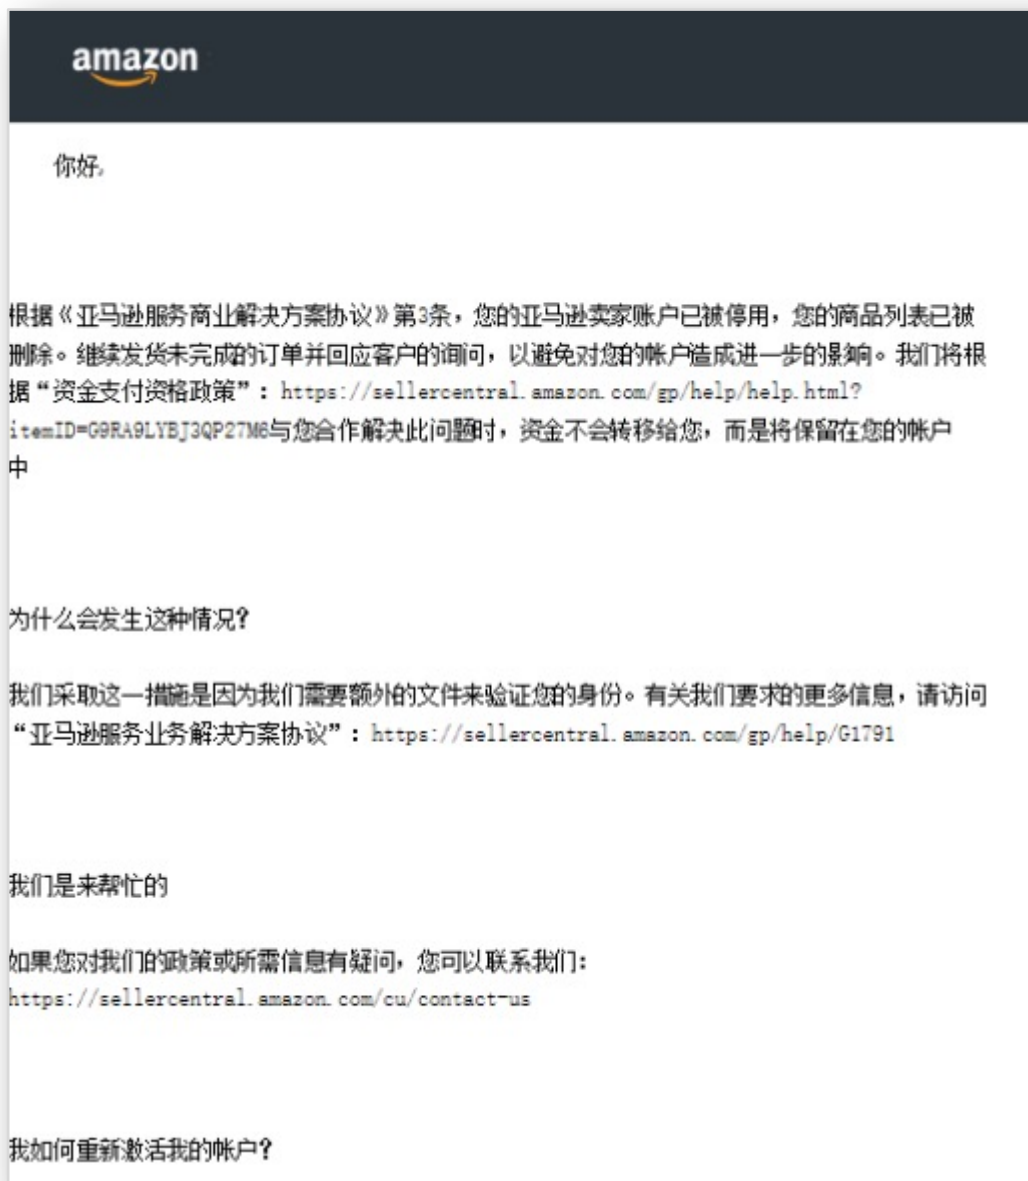 amazon
你好。
根据《亚马逊服务商业解决方案协议》第3条，您的亚马逊卖家账户已被停用，您的商品列表已被
删除。继续发货未完成的订单并回应客户的询问，以避免对您的帐户造成进一步的影响。我们将根
据“资金支付资格政策”：https://sellercentral.amazon.com/gp/help/help.html?
itemID=G9RA9LYBJ3QP27M6与您合作解决此问题时，资金不会转移给您，而是将保留在您的帐户
中
为什么会发生这种情况?
我们采取这一措施是因为我们需要额外的文件来验证您的身份。有关我们要求的更多信息，请访问
“亚马逊服务业务解决方案协议”：https://sellercentral.amazon.com/gp/help/G1791
我们是来帮忙的
如果您对我们的政策或所需信息有疑问，您可以联系我们：
https://sellercentral.amazon.com/cu/contact-us
我如何重新激活我的帐户?